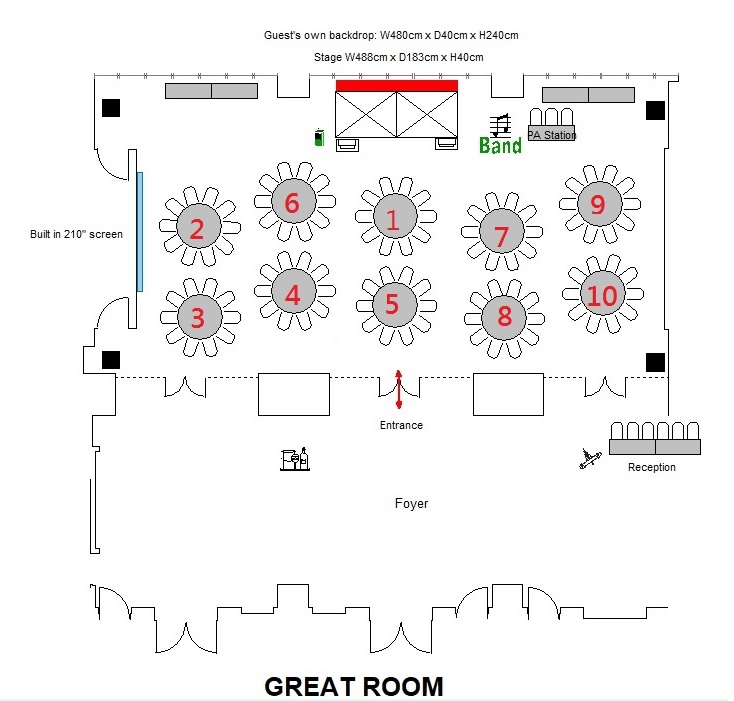 Guest's own backdrop: W480cm x D40cm x H240cm
Stage W488cm x D183cm x H40cm
PA Station
Band
Built in 210" screen
6
9
1
2
7
4
10
5
8
3
Entrance
Reception
Foyer
GREAT ROOM